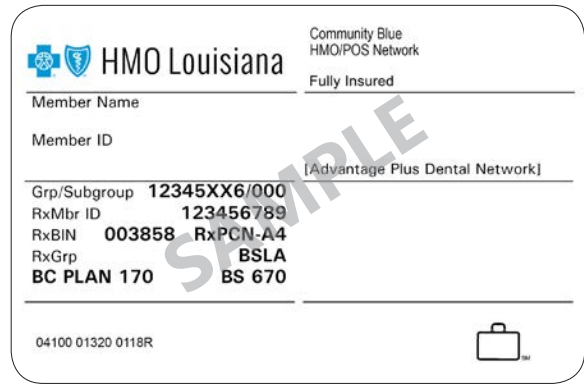 HMO Louisiana
Community Blue
HMO/POS Network
Fully Insured
Member Name
Member ID
[Advantage Plus Dental Network]
Grp/Subgroup 12345XX6/000
RxMbr ID 123456789
RxBIN 003858 RxPCN-A4
RxGrp BSLA
BC PLAN 170 BS 670
SAMPLE
04100 01320 0118R
SM